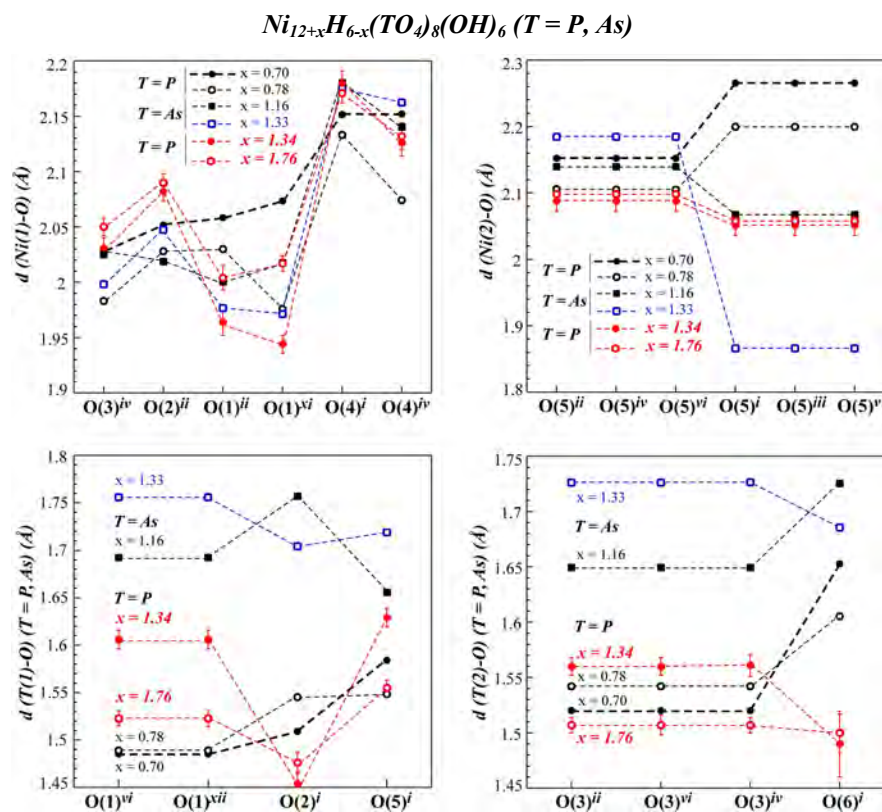 Ni12+xH6-x(TO4)8(OH)6 (T = P, As)
d (Ni(1)-O) (Å)
2.2
2.15
2.1
2.05
2
1.95
1.9
T = P
T = As
T = P
x = 0.70
x = 0.78
x = 1.16
x = 1.33
x = 1.34
x = 1.76
O(3)iv O(2)ii O(1)ii O(1)xi O(4)i O(4)iv
d (Ni(2)-O) (Å)
2.3
2.2
2.1
2
1.9
1.8
T = P
T = As
T = P
x = 0.70
x = 0.78
x = 1.16
x = 1.33
x = 1.34
x = 1.76
O(5)ii O(5)iv O(5)vi O(5)i O(5)iii O(5)v
d (T(1)-O) (T = P, As) (Å)
1.8
1.75
1.7
1.65
1.6
1.55
1.5
1.45
x = 1.33
T = As
x = 1.16
T = P
x = 1.34
x = 1.76
x = 0.78
x = 0.70
O(1)vi O(1)xii O(2)i O(5)i
d (T(2)-O) (T = P, As) (Å)
1.75
1.7
1.65
1.6
1.55
1.5
1.45
x = 1.33
T = As
x = 1.16
T = P
x = 1.34
x = 0.78
x = 0.70
x = 1.76
O(3)ii O(3)vi O(3)iv O(6)i